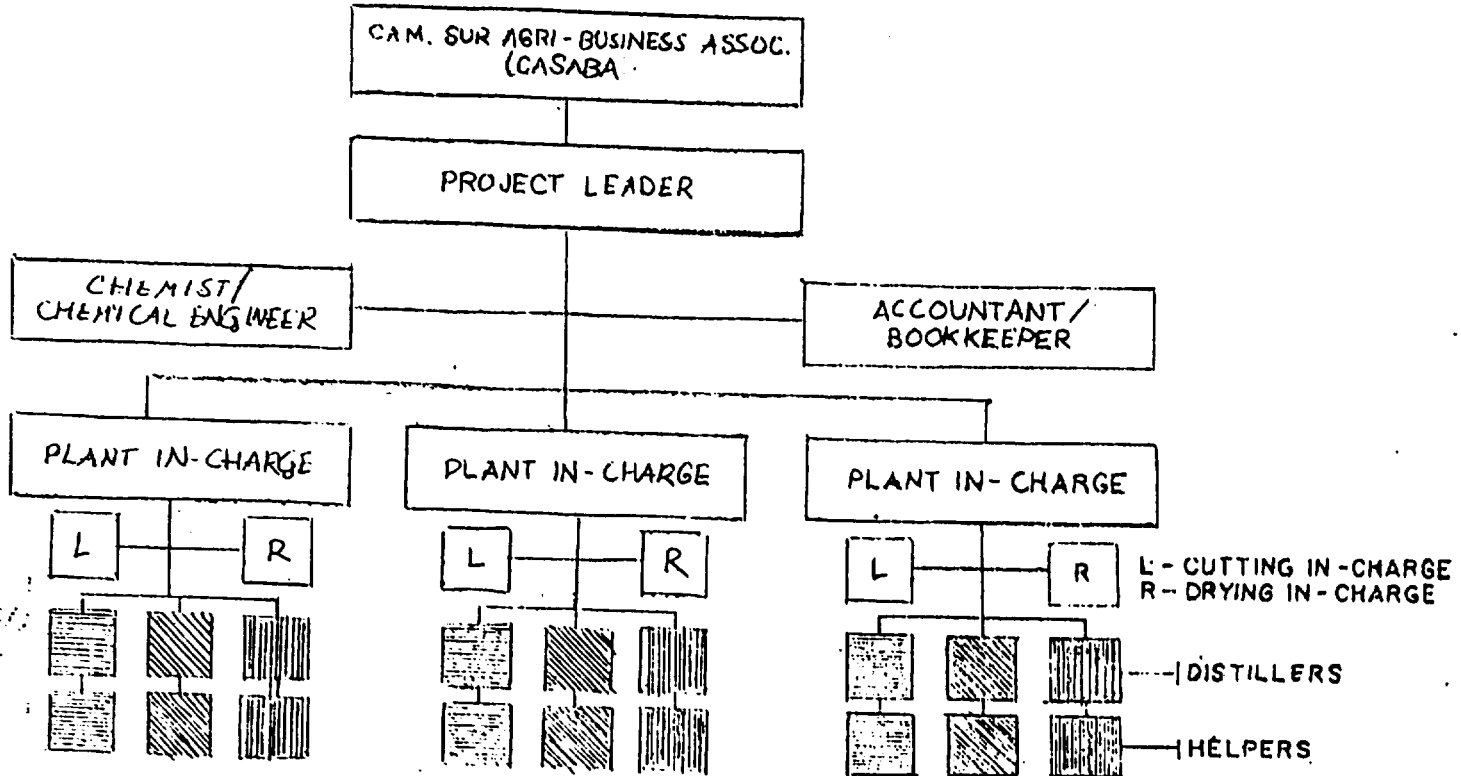 CAM. SUR AGRI-BUSINESS ASSOC.
(CASABA
PROJECT LEADER
CHEMIST/
CHEMICAL ENGINEER
ACCOUNTANT/
BOOKKEEPER
PLANT IN-CHARGE
PLANT IN-CHARGE
PLANT IN-CHARGE
L
R
L
R
L
R
L - CUTTING IN-CHARGE
R - DRYING IN-CHARGE
DISTILLERS
HELPERS